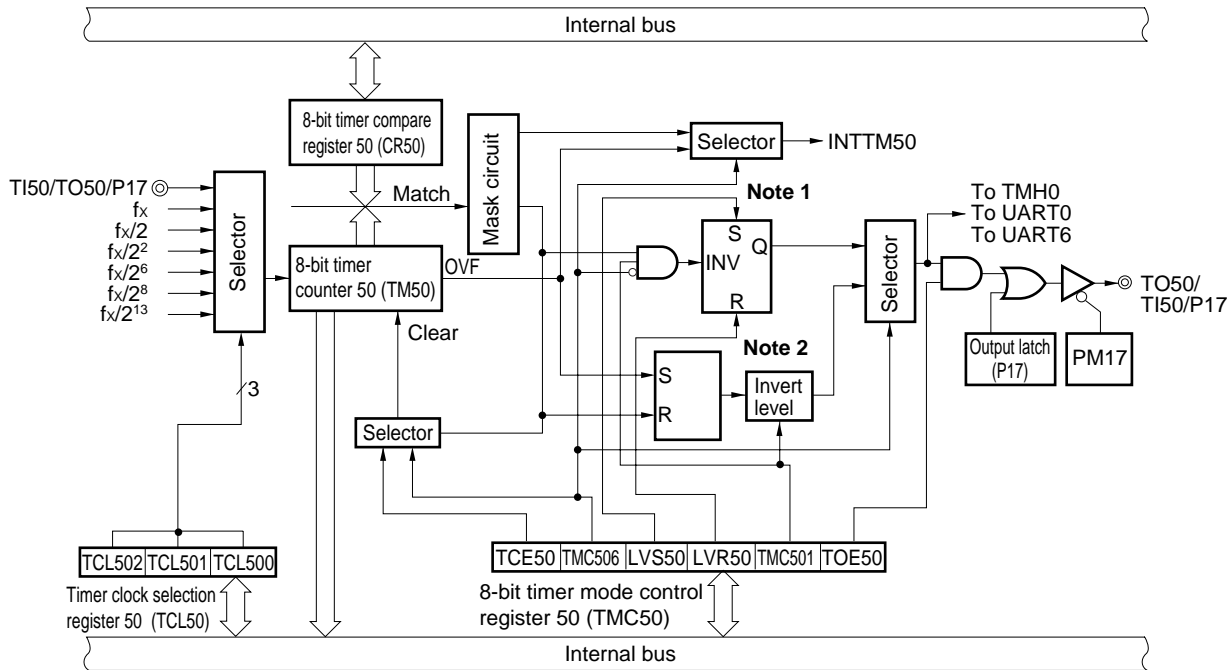 Internal bus
8-bit timer compare
register 50 (CR50)
Mask circuit
Selector
INTTM50
TI50/TO50/P17
fX
fX/2
fX/2²
fX/2⁶
fX/2⁸
fX/2¹³
Selector
Match
Note 1
To TMH0
To UART0
To UART6
8-bit timer
counter 50 (TM50)
OVF
S
Q
INV
R
Selector
TO50/
TI50/P17
Clear
Note 2
Output latch
(P17)
PM17
3
S
R
Invert
level
Selector
TCL502 TCL501 TCL500
TCE50 TMC506 LVS50 LVR50 TMC501 TOE50
Timer clock selection
register 50 (TCL50)
8-bit timer mode control
register 50 (TMC50)
Internal bus